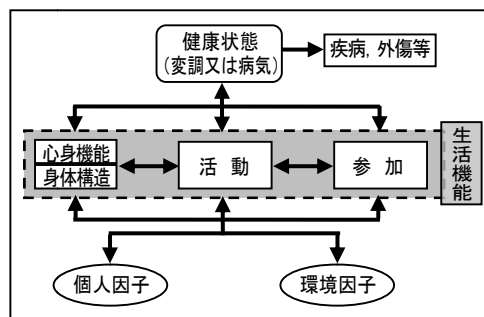 健康状態
(変調又は病気)
疾病, 外傷等
心身機能
身体構造
活 動
参 加
生活機能
個人因子
環境因子